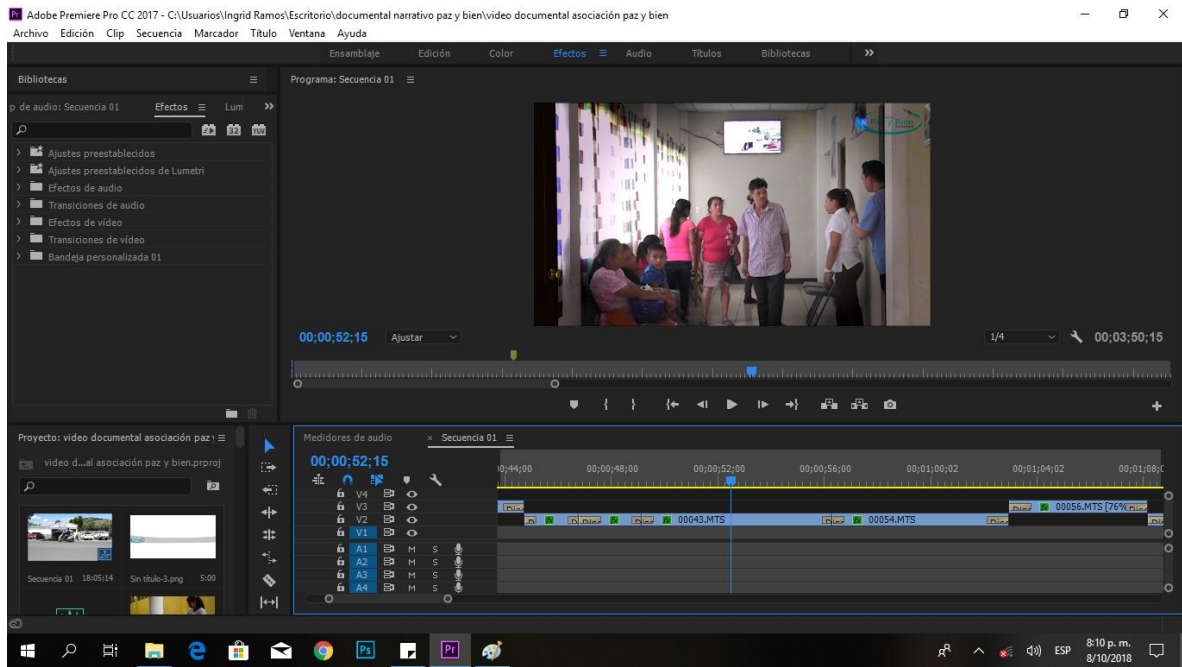 Adobe Premiere Pro CC 2017 - C:\Usuarios\Ingrid Ramos\Escritorio\documental narrativo paz y bien\video documental asociación paz y bien
Archivo Edición Clip Secuencia Marcador Título Ventana Ayuda
Ensamblaje Edición Color Efectos Audio Títulos Bibliotecas
Bibliotecas
Programa: Secuencia 01
p de audio: Secuencia 01 Efectos Lum
32 YUV
Ajustes preestablecidos
Ajustes preestablecidos de Lumetri
Efectos de audio
Transiciones de audio
Efectos de vídeo
Transiciones de vídeo
Bandeja personalizada 01
Paz y Bien
00;00;52;15 Ajustar 1/4 00;03;50;15
Proyecto: video documental asociación paz y
video d...al asociación paz y bien.prproj
Secuencia 01 18:05:14 Sin título-3.png 5:00
Medidores de audio × Secuencia 01
00;00;52;15
0;44;00 00;00;48;00 00;00;52;00 00;00;56;00 00;01;00;02 00;01;04;02 00;01;08;0
V4
V3 00056.MTS [76%
V2 00043.MTS 00054.MTS
V1
A1 M S
A2 M S
A3 M S
A4 M S
Ps Pr ESP 8:10 p. m.
8/10/2018